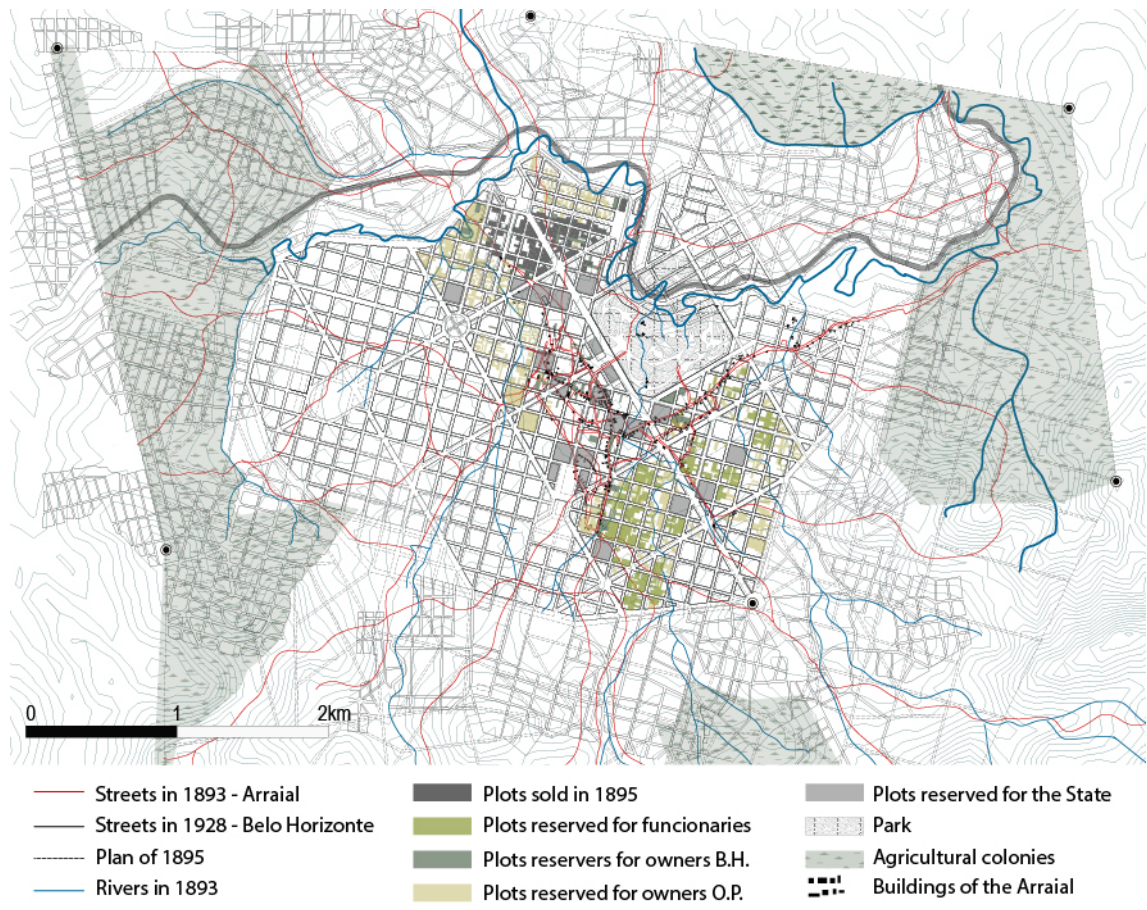 0 1 2km
Streets in 1893 - Arraial
Streets in 1928 - Belo Horizonte
Plan of 1895
Rivers in 1893
Plots sold in 1895
Plots reserved for funcionaries
Plots reservers for owners B.H.
Plots reserved for owners O.P.
Plots reserved for the State
Park
Agricultural colonies
Buildings of the Arraial